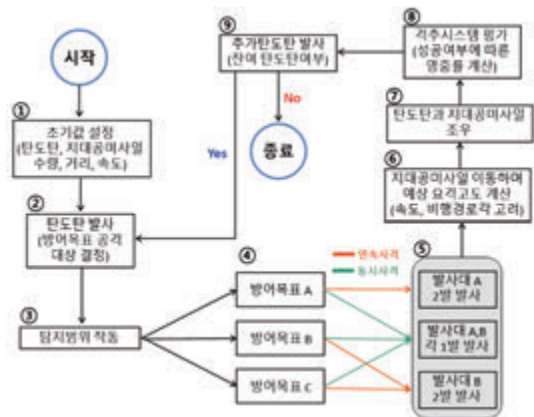 시작
①
초기값 설정
(탄도탄, 지대공미사일
수량, 거리, 속도)
②
탄도탄 발사
(방어목표 공격
대상 결정)
③
탐지범위 작동
④
방어목표 A
방어목표 B
방어목표 C
연속사격
동시사격
⑤
발사대 A
2발 발사
발사대 A,B
각 1발 발사
발사대 B
2발 발사
⑥
지대공미사일 이동하며
예상 요격고도 계산
(속도, 비행경로각 고려)
⑦
탄도탄과 지대공미사일
조우
⑧
격추시스템 평가
(성공여부에 따른
명중률 계산)
⑨
추가탄도탄 발사
(잔여 탄도탄여부)
No
Yes
종료